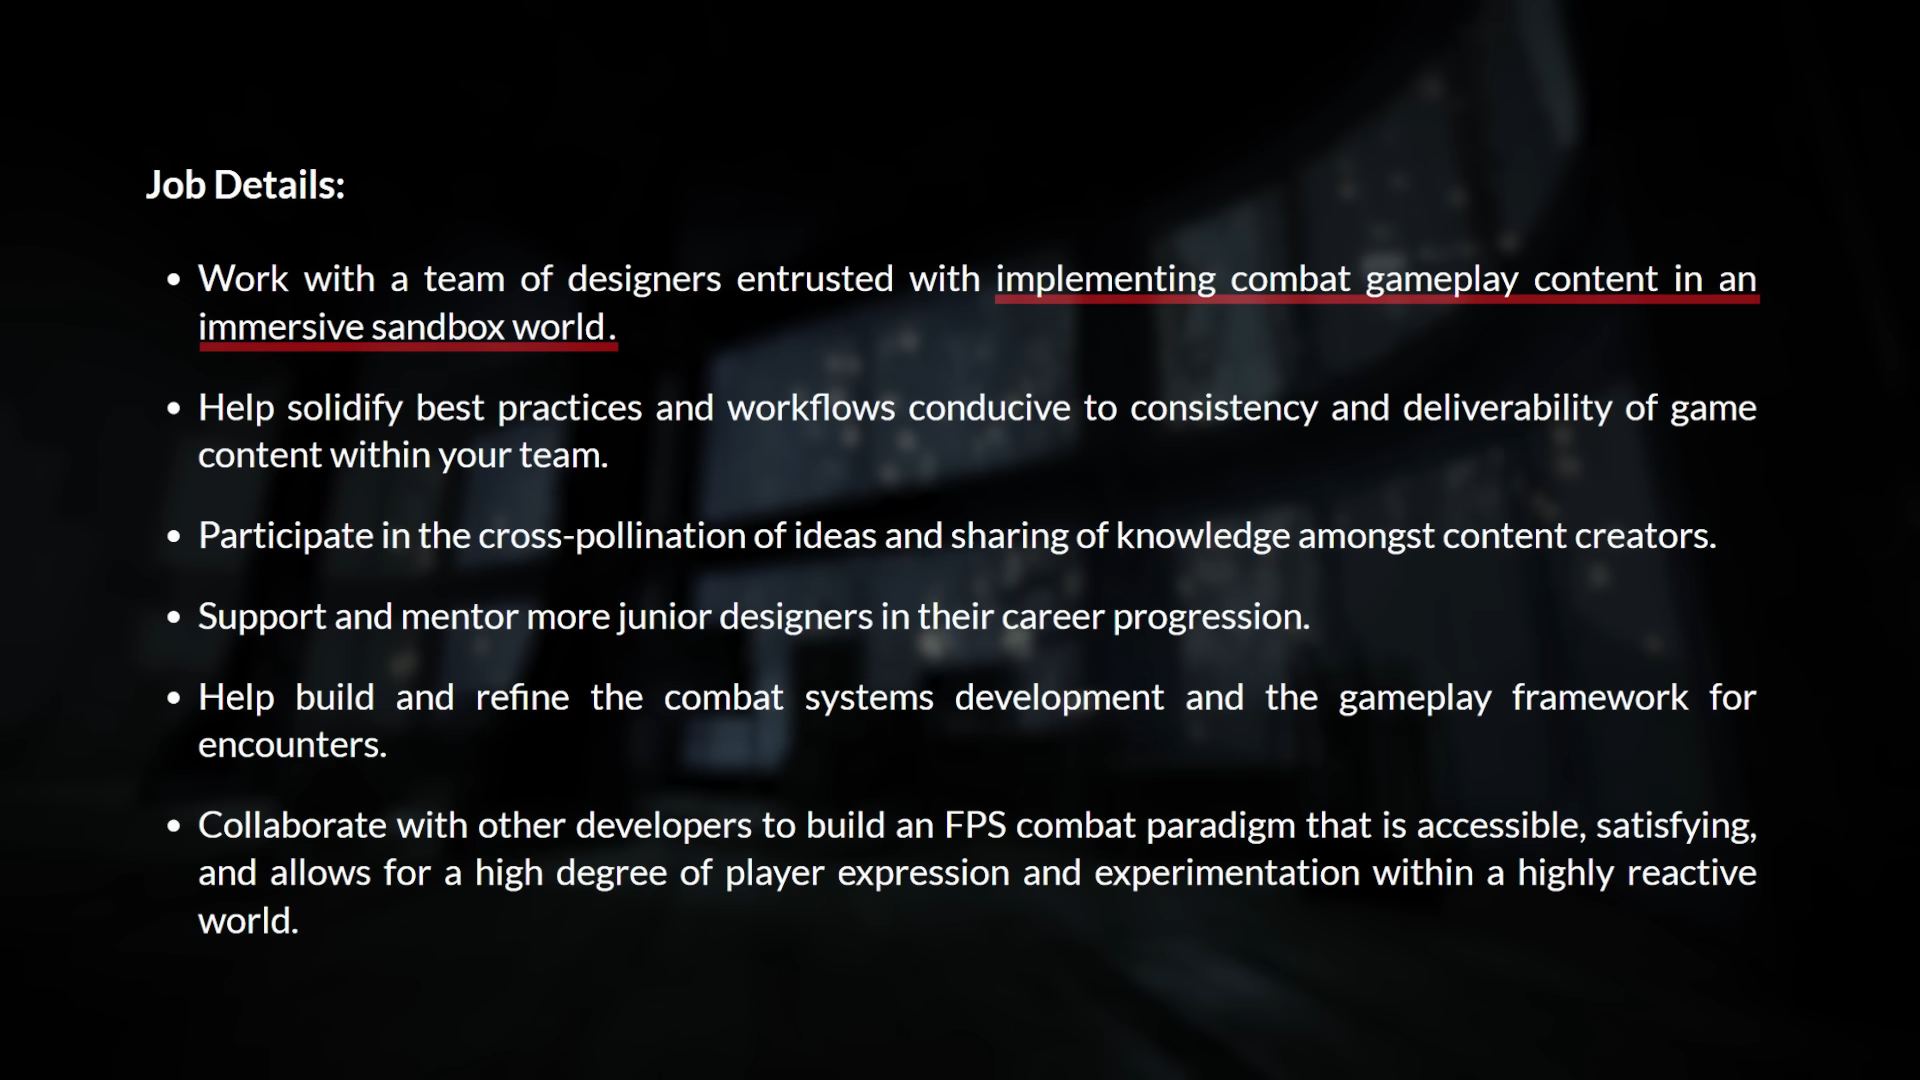 Job Details:
• Work with a team of designers entrusted with implementing combat gameplay content in an
immersive sandbox world.
• Help solidify best practices and workflows conducive to consistency and deliverability of game
content within your team.
• Participate in the cross-pollination of ideas and sharing of knowledge amongst content creators.
• Support and mentor more junior designers in their career progression.
• Help build and refine the combat systems development and the gameplay framework for
encounters.
• Collaborate with other developers to build an FPS combat paradigm that is accessible, satisfying,
and allows for a high degree of player expression and experimentation within a highly reactive
world.